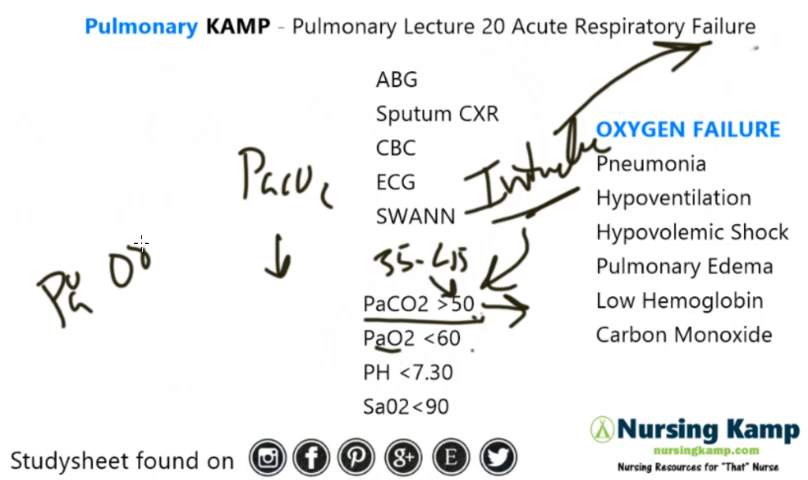 Pulmonary KAMP - Pulmonary Lecture 20 Acute Respiratory Failure
ABG
Sputum CXR
CBC
ECG
SWANN
35-45
PaCO2 >50
PaO2 <60
PH <7.30
Sa02<90
PaCO2
Pa O
OXYGEN FAILURE
Pneumonia
Hypoventilation
Hypovolemic Shock
Pulmonary Edema
Low Hemoglobin
Carbon Monoxide
Nursing Kamp
nursingkamp.com
Nursing Resources for "That" Nurse
Studysheet found on